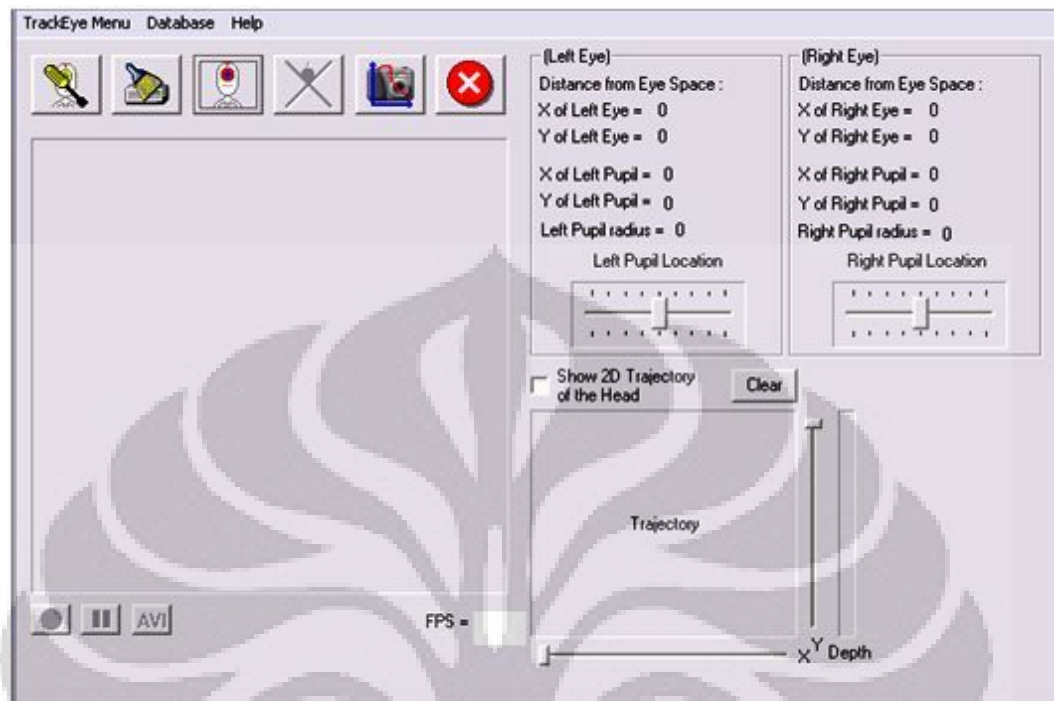 TrackEye Menu Database Help
(Left Eye)
Distance from Eye Space :
X of Left Eye = 0
Y of Left Eye = 0
X of Left Pupil = 0
Y of Left Pupil = 0
Left Pupil radius = 0
Left Pupil Location
(Right Eye)
Distance from Eye Space :
X of Right Eye = 0
Y of Right Eye = 0
X of Right Pupil = 0
Y of Right Pupil = 0
Right Pupil radius = 0
Right Pupil Location
Show 2D Trajectory
of the Head
Clear
Trajectory
AVI
FPS =
X Y Depth